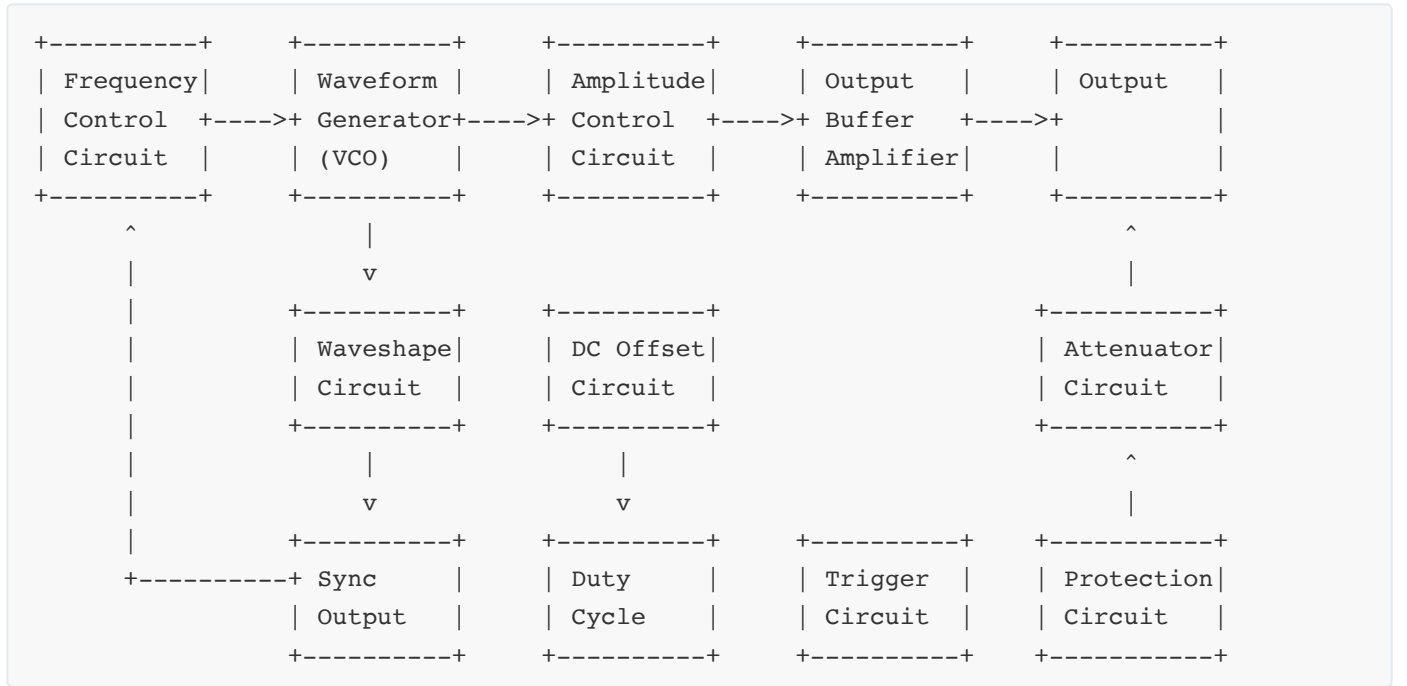 Frequency Waveform Amplitude Output Output
Control Generator Control Buffer
Circuit (VCO) Circuit Amplifier
Waveshape DC Offset Attenuator
Circuit Circuit Circuit
Sync Duty Trigger Protection
Output Cycle Circuit Circuit